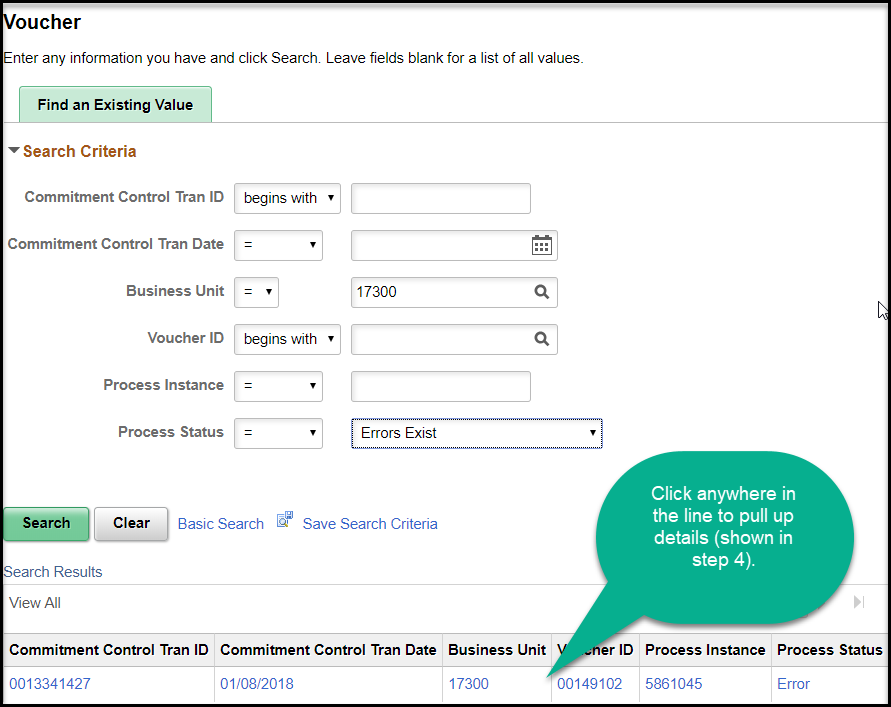 Voucher
Enter any information you have and click Search. Leave fields blank for a list of all values.
Find an Existing Value
Search Criteria
Commitment Control Tran ID begins with
Commitment Control Tran Date =
Business Unit = 17300
Voucher ID begins with
Process Instance =
Process Status = Errors Exist
Click anywhere in
the line to pull up
details (shown in
step 4).
Search Clear Basic Search Save Search Criteria
Search Results
View All
Commitment Control Tran ID Commitment Control Tran Date Business Unit ID Process Instance Process Status
0013341427 01/08/2018 17300 00149102 5861045 Error